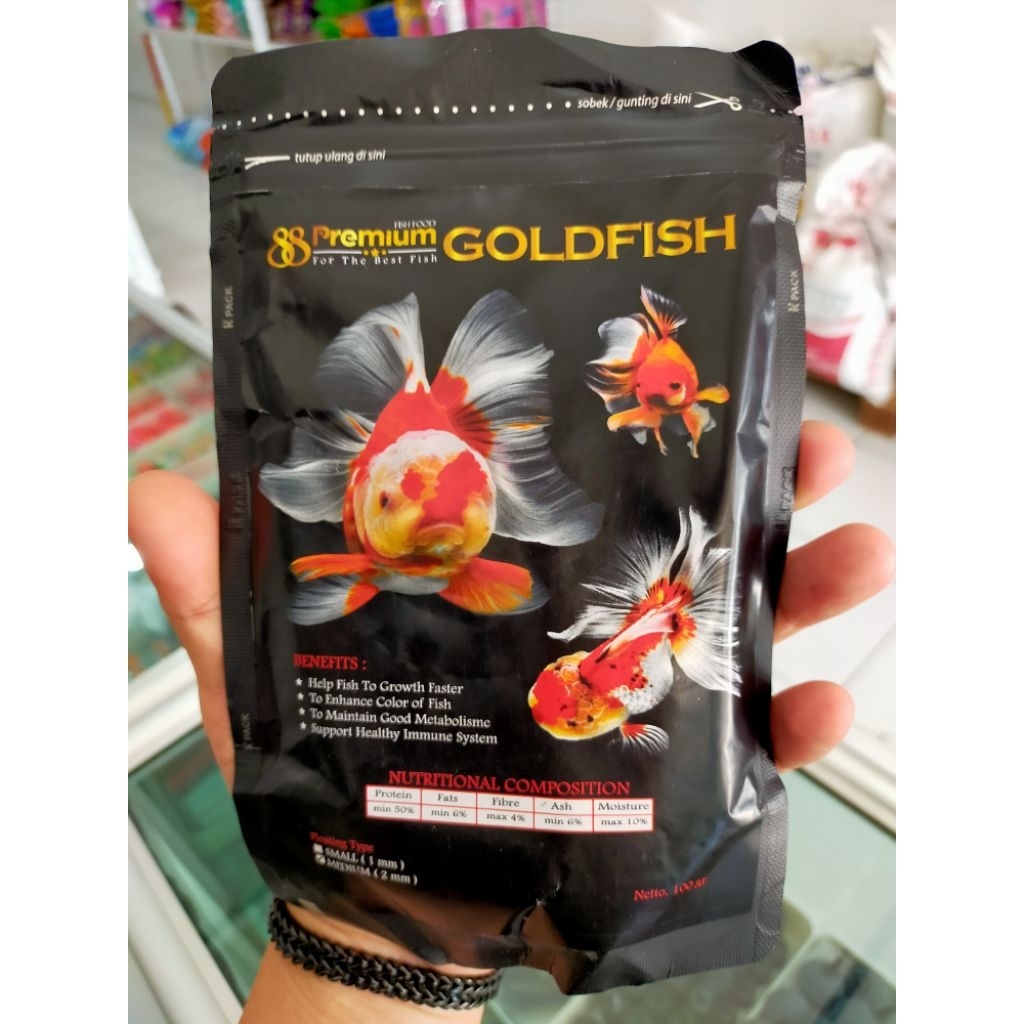 sobek / gunting di sini
tutup ulang di sini
FISH FOOD
88 Premium GOLDFISH
For The Best Fish
K PACK
K PACK
K PACK
BENEFITS :
* Help Fish To Growth Faster
* To Enhance Color of Fish
* To Maintain Good Metabolisme
* Support Healthy Immune System
NUTRITIONAL COMPOSITION
Protein Fats Fibre Ash Moisture
min 50% min 6% max 4% min 6% max 10%
Floating Type
SMALL ( 1 mm )
MEDIUM ( 2 mm )
Netto. 100 gr